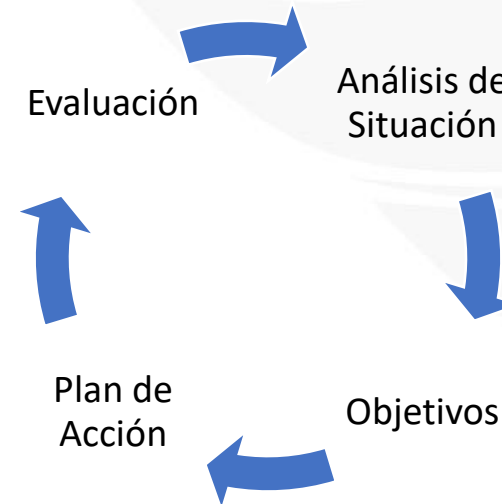 Evaluación
Análisis de
Situación
Objetivos
Plan de
Acción